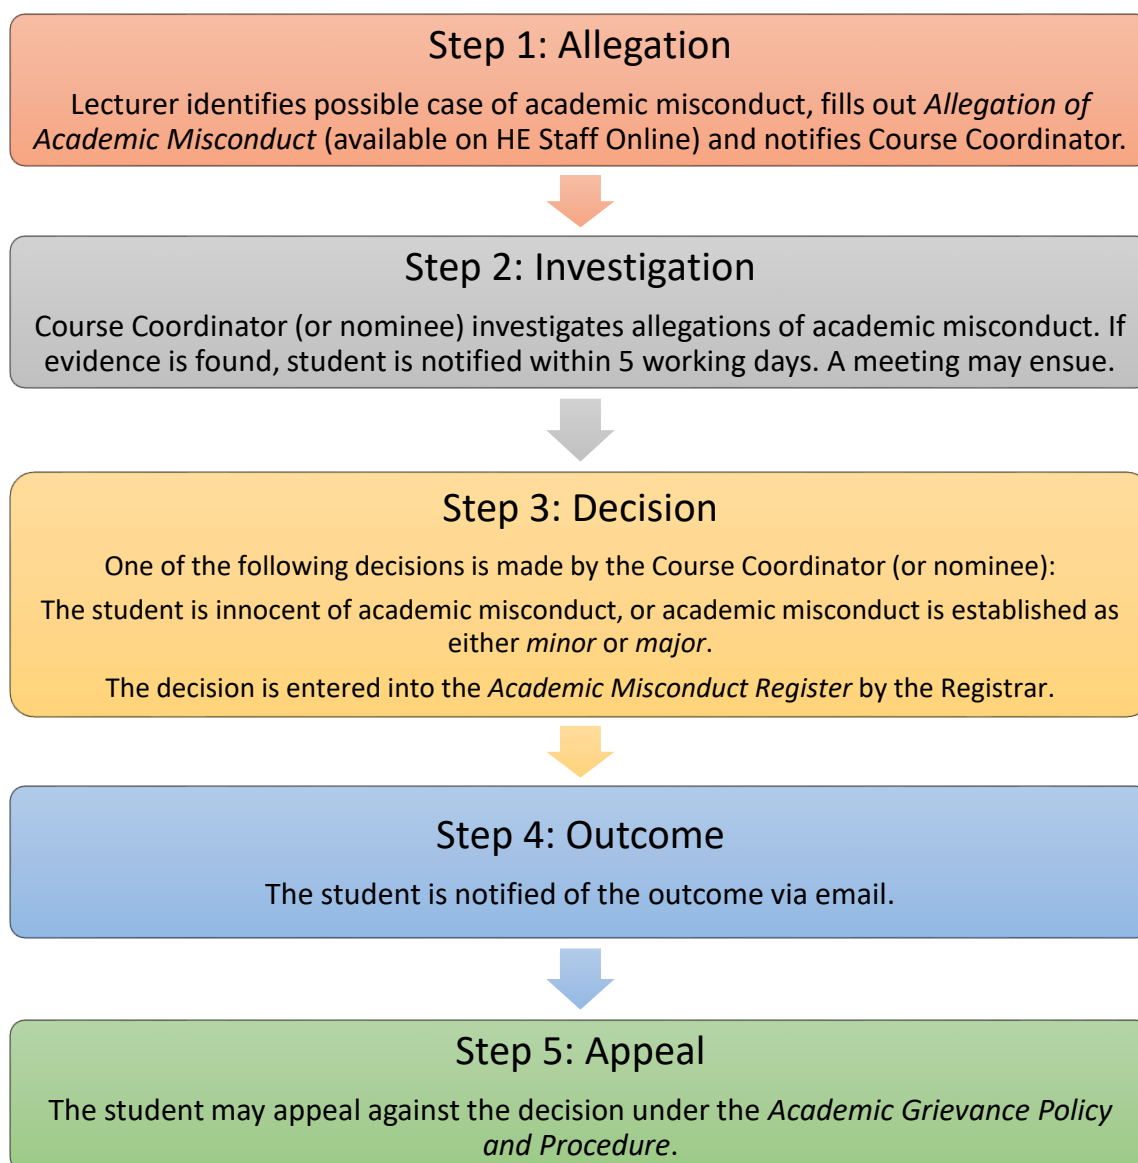 Step 1: Allegation
Lecturer identifies possible case of academic misconduct, fills out Allegation of
Academic Misconduct (available on HE Staff Online) and notifies Course Coordinator.
Step 2: Investigation
Course Coordinator (or nominee) investigates allegations of academic misconduct. If
evidence is found, student is notified within 5 working days. A meeting may ensue.
Step 3: Decision
One of the following decisions is made by the Course Coordinator (or nominee):
The student is innocent of academic misconduct, or academic misconduct is established as
either minor or major.
The decision is entered into the Academic Misconduct Register by the Registrar.
Step 4: Outcome
The student is notified of the outcome via email.
Step 5: Appeal
The student may appeal against the decision under the Academic Grievance Policy
and Procedure.